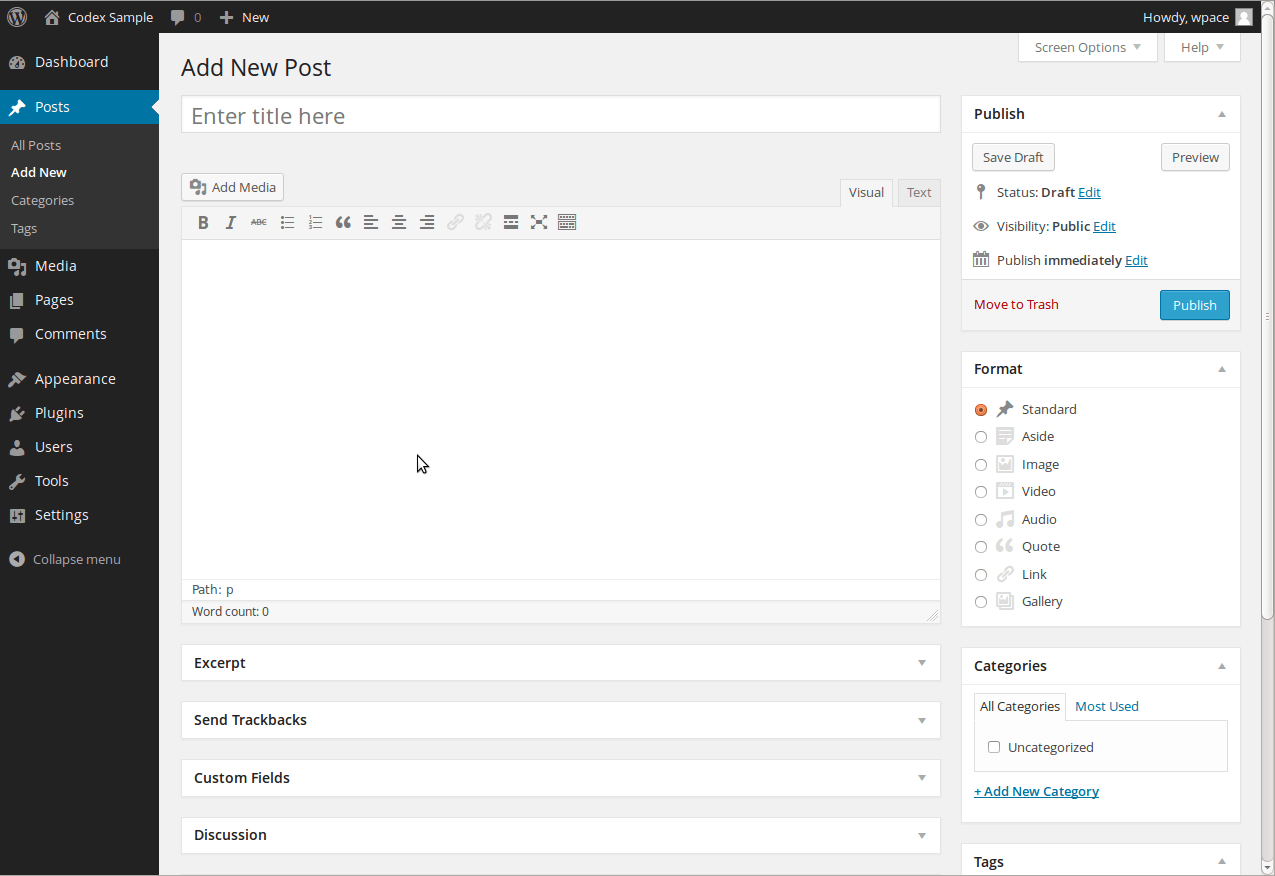 Codex Sample 0 New Howdy, wpace
Screen Options Help
Dashboard
Posts
All Posts
Add New
Categories
Tags
Media
Pages
Comments
Appearance
Plugins
Users
Tools
Settings
Collapse menu
Add New Post
Enter title here
Add Media
Visual Text
B I ABC
Path: p
Word count: 0
Excerpt
Send Trackbacks
Custom Fields
Discussion
Publish
Save Draft Preview
Status: Draft Edit
Visibility: Public Edit
Publish immediately Edit
Move to Trash Publish
Format
Standard
Aside
Image
Video
Audio
Quote
Link
Gallery
Categories
All Categories Most Used
Uncategorized
+ Add New Category
Tags